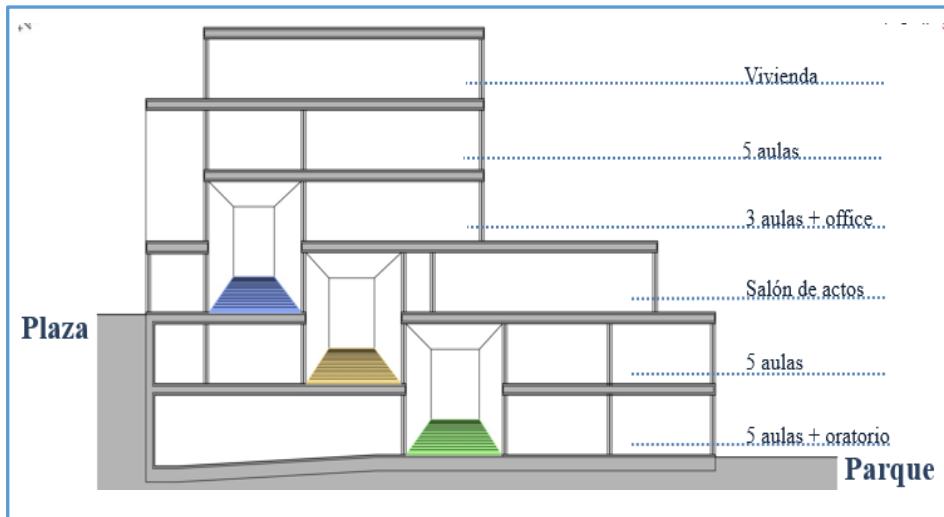 Vivienda
5 aulas
3 aulas + office
Salón de actos
Plaza
5 aulas
5 aulas + oratorio
Parque